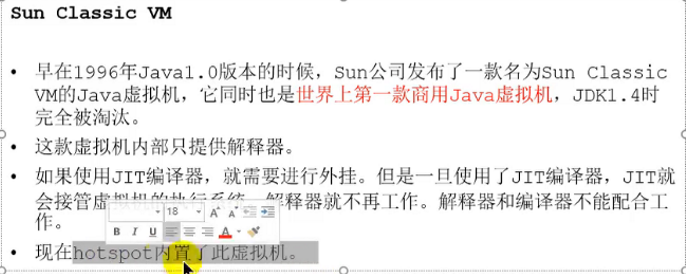 Sun Classic VM
• 早在1996年Java1.0版本的时候，Sun公司发布了一款名为Sun Classic
VM的Java虚拟机，它同时也是世界上第一款商用Java虚拟机，JDK1.4时
完全被淘汰。
• 这款虚拟机内部只提供解释器。
• 如果使用JIT编译器，就需要进行外挂。但是一旦使用了JIT编译器，JIT就
会接管虚拟机的执行系统。解释器就不再工作。解释器和编译器不能配合工
作。
18 A A
B I U A
• 现在hotspot内置了此虚拟机。